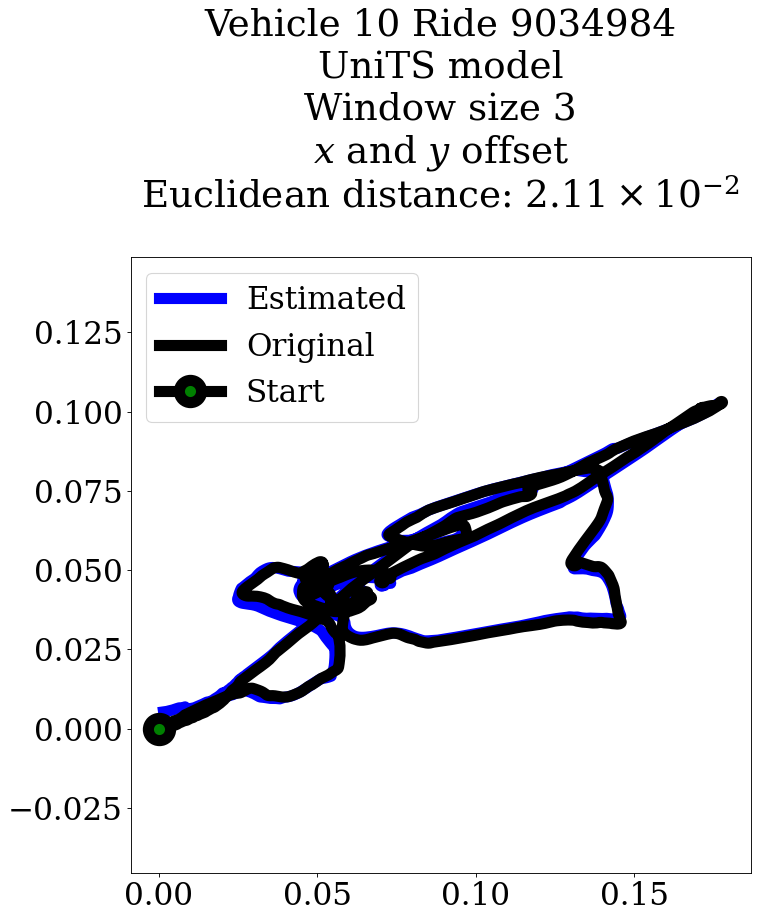 Vehicle 10 Ride 9034984
UniTS model
Window size 3
x and y offset
Euclidean distance: 2.11 × 10⁻²
Estimated
Original
Start
0.125
0.100
0.075
0.050
0.025
0.000
−0.025
0.00 0.05 0.10 0.15